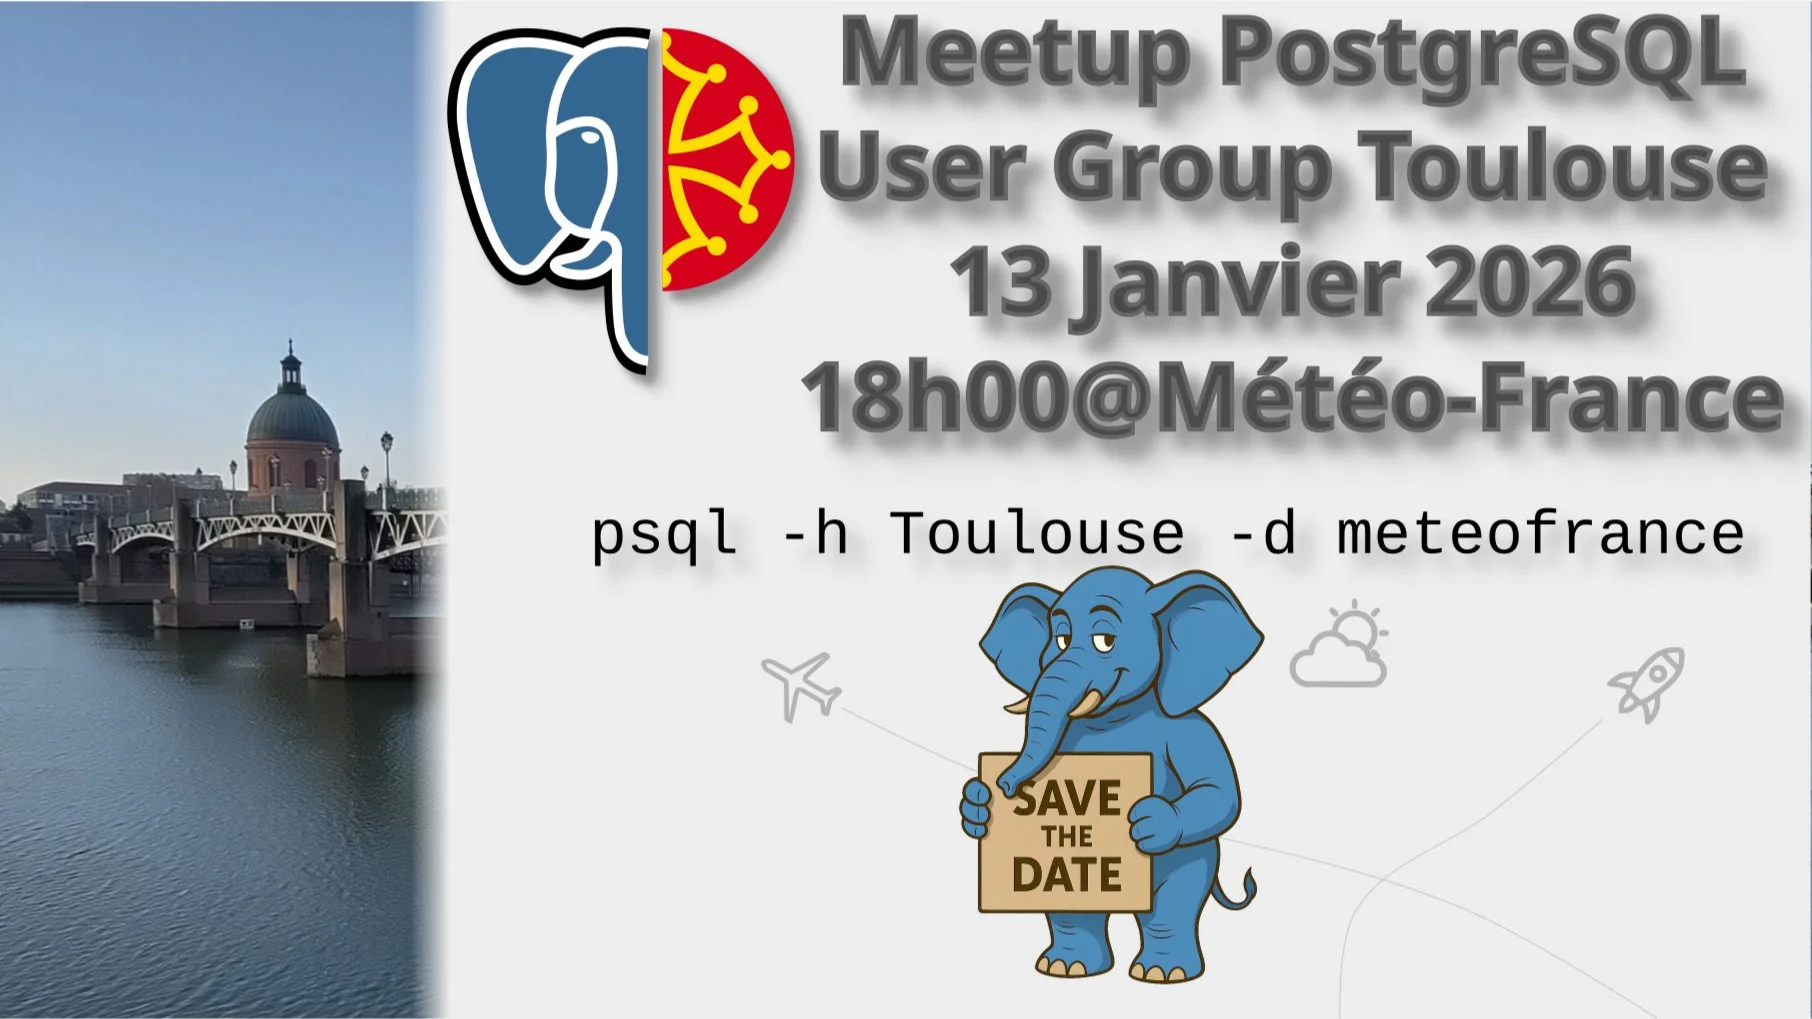 Meetup PostgreSQL
User Group Toulouse
13 Janvier 2026
18h00@Météo-France
psql -h Toulouse -d meteofrance
SAVE
THE
DATE